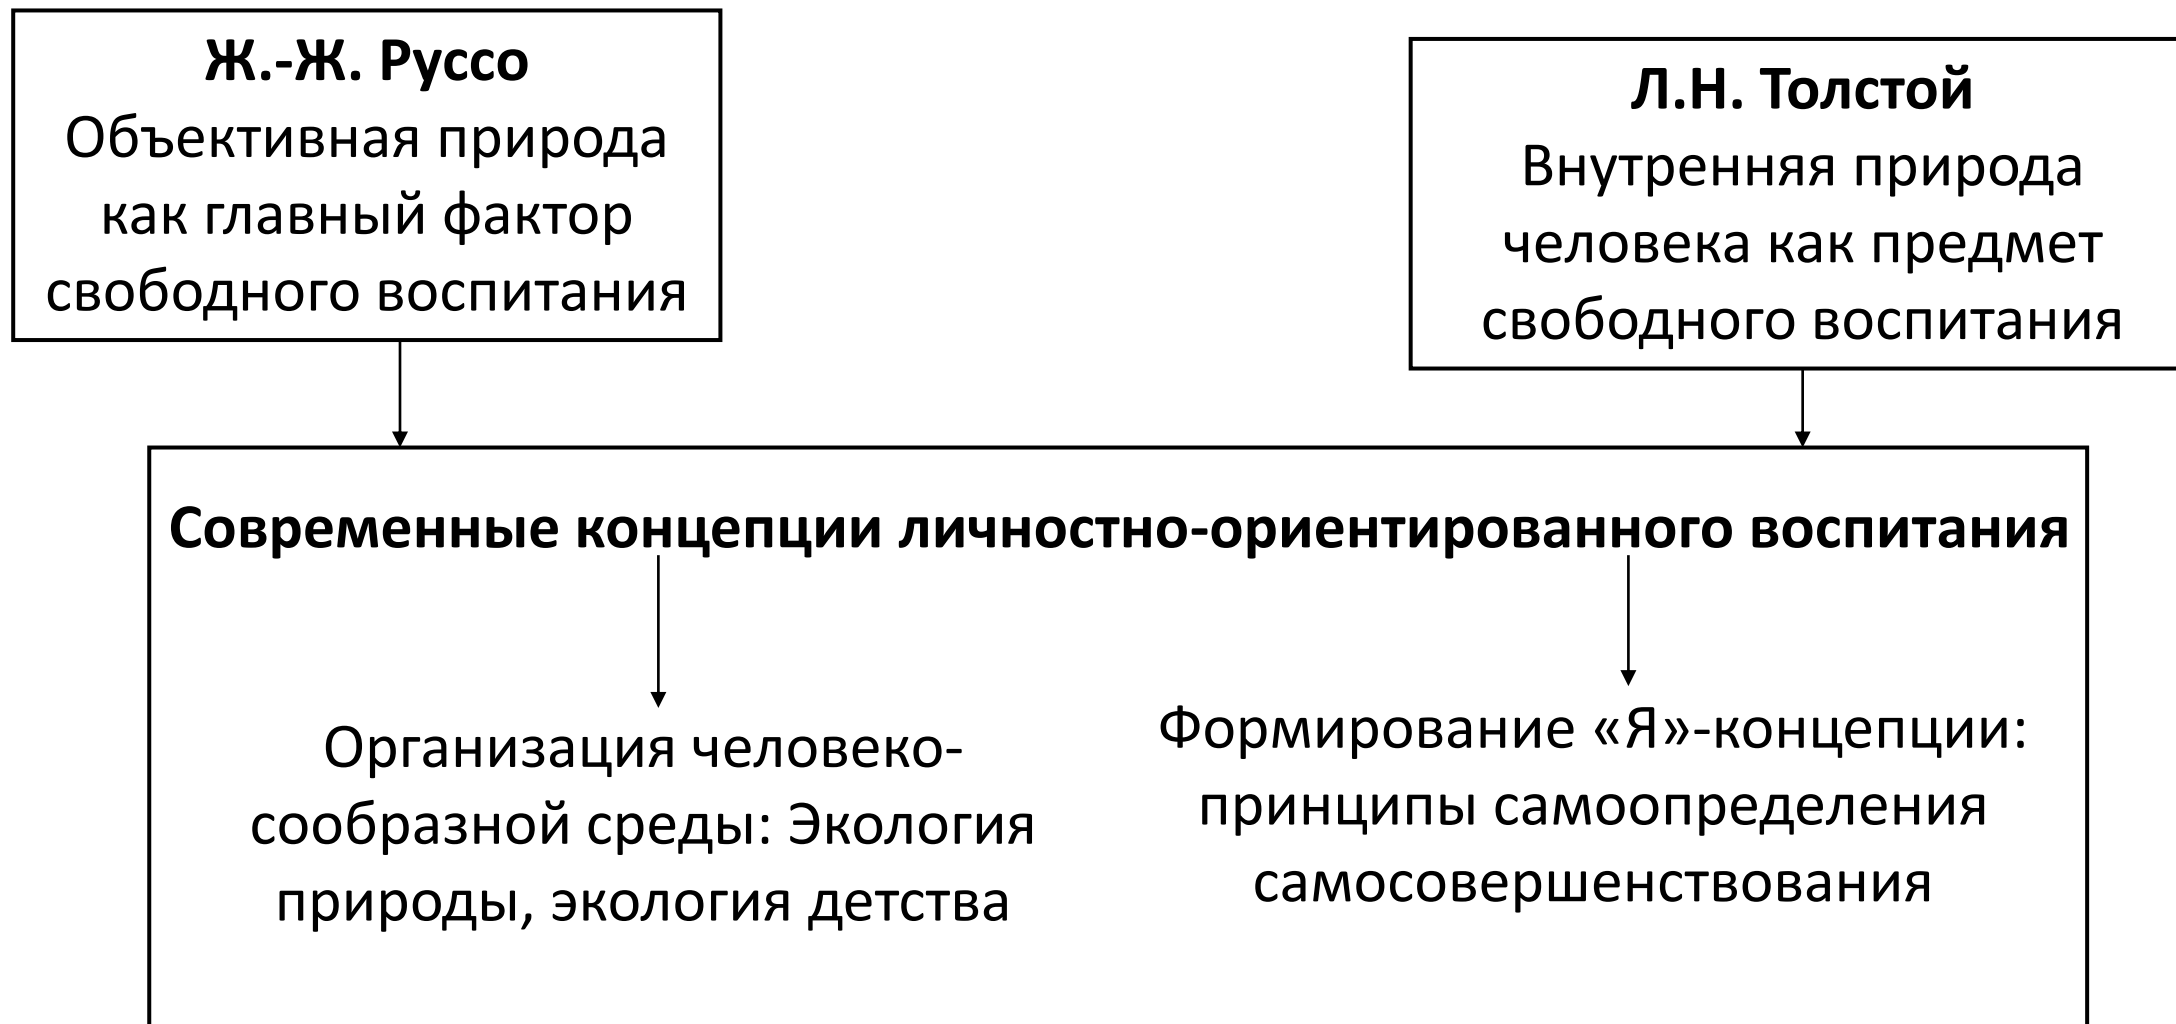 Ж.-Ж. Руссо
Объективная природа
как главный фактор
свободного воспитания
Л.Н. Толстой
Внутренняя природа
человека как предмет
свободного воспитания
Современные концепции личностно-ориентированного воспитания
Организация человеко-
сообразной среды: Экология
природы, экология детства
Формирование «Я»-концепции:
принципы самоопределения
самосовершенствования